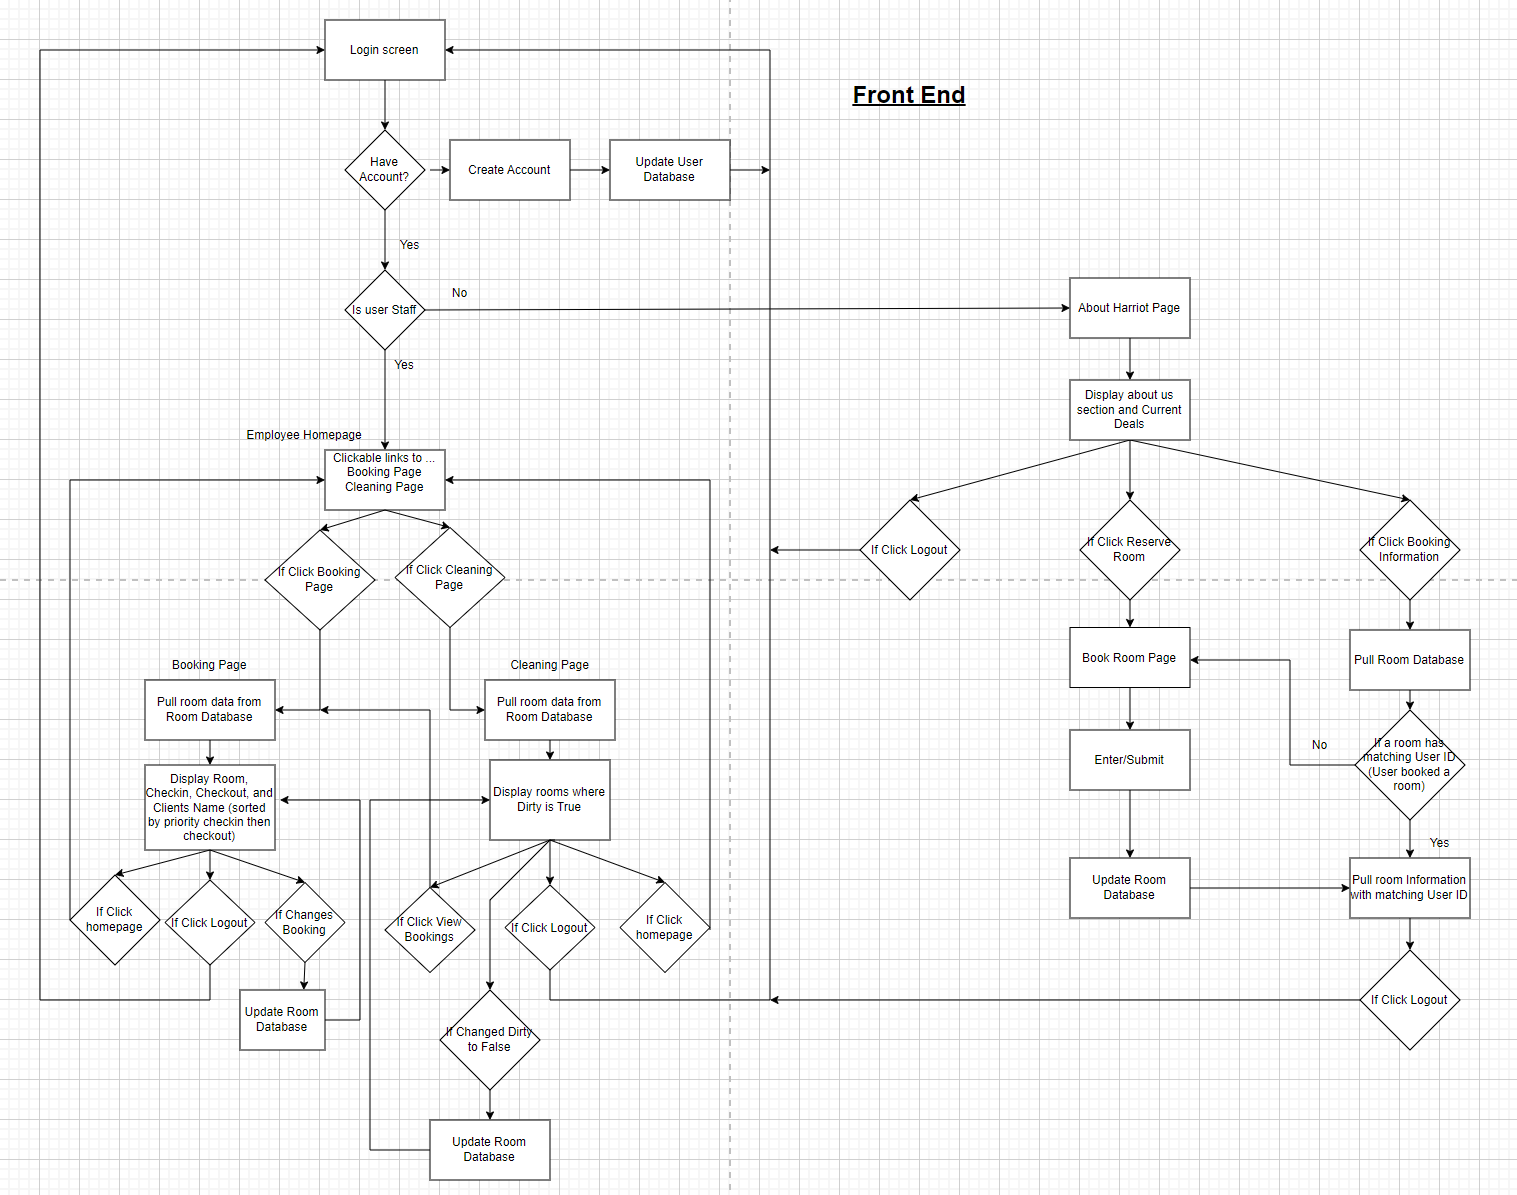 Login screen
Front End
Have
Account?
Create Account
Update User
Database
Yes
Is user Staff
No
About Harriot Page
Yes
Display about us
section and Current
Deals
Employee Homepage
Clickable links to ...
Booking Page
Cleaning Page
If Click Booking
Page
If Click Cleaning
Page
If Click Logout
If Click Reserve
Room
If Click Booking
Information
Booking Page
Cleaning Page
Book Room Page
Pull Room Database
Pull room data from
Room Database
Pull room data from
Room Database
No
If a room has
matching User ID
(User booked a
room)
Enter/Submit
Display Room,
Checkin, Checkout, and
Clients Name (sorted
by priority checkin then
checkout)
Display rooms where
Dirty is True
Yes
Update Room
Database
Pull room Information
with matching User ID
If Click
homepage
If Click Logout
If Changes
Booking
If Click View
Bookings
If Click Logout
If Click
homepage
If Click Logout
Update Room
Database
If Changed Dirty
to False
Update Room
Database